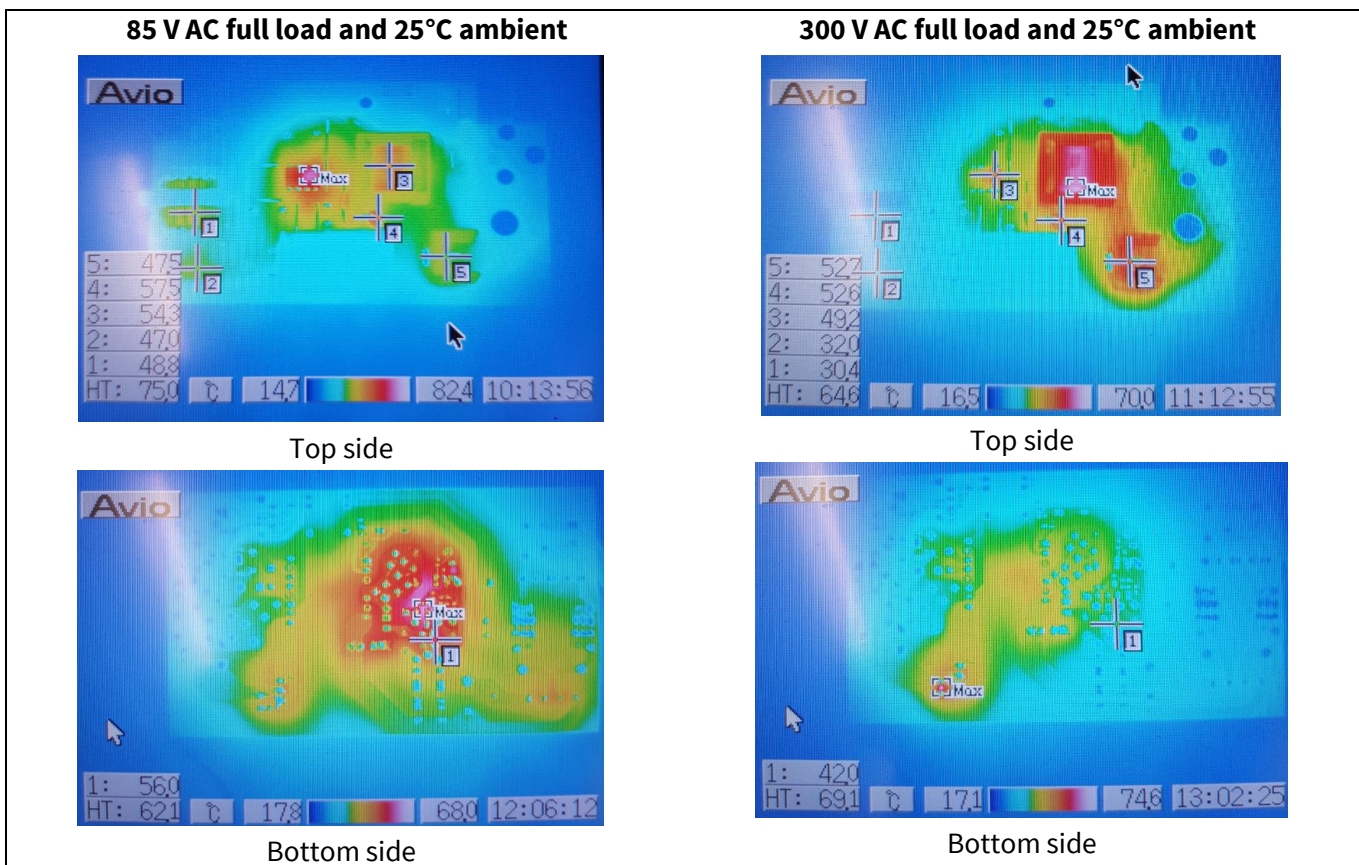 85 V AC full load and 25°C ambient
300 V AC full load and 25°C ambient
Avio
Max
3
1
4
5
2
5: 47.5
4: 57.5
3: 54.3
2: 47.0
1: 48.8
HT: 75.0 ℃ 14.7 82.4 10:13:56
Top side
Avio
Max
3
1
4
5
2
5: 52.7
4: 52.6
3: 49.2
2: 32.0
1: 30.4
HT: 64.6 ℃ 16.5 70.0 11:12:55
Top side
Avio
Max
1
1: 56.0
HT: 62.1 ℃ 17.8 68.0 12:06:12
Bottom side
Avio
1
Max
1: 42.0
HT: 69.1 ℃ 17.1 74.6 13:02:25
Bottom side